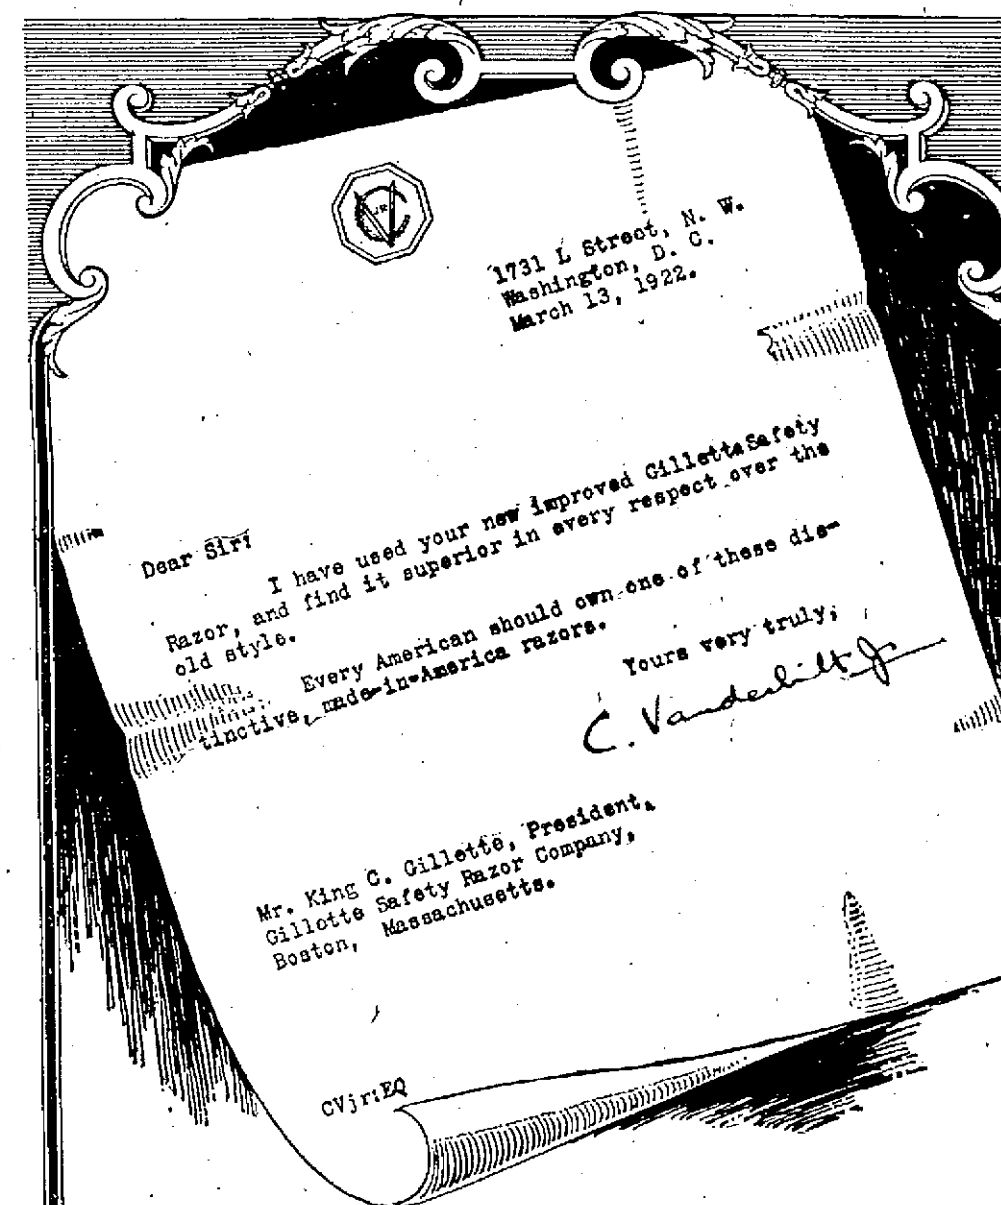 CVJR
1731 L Street, N. W.
Washington, D. C.
March 13, 1922.
Dear Sir:
I have used your new improved Gillette Safety
Razor, and find it superior in every respect over the
old style.
Every American should own one of these dis-
tinctive, made-in-America razors.
Yours very truly,
C. Vanderbilt Jr
Mr. King C. Gillette, President,
Gillette Safety Razor Company,
Boston, Massachusetts.
CVjr:EQ